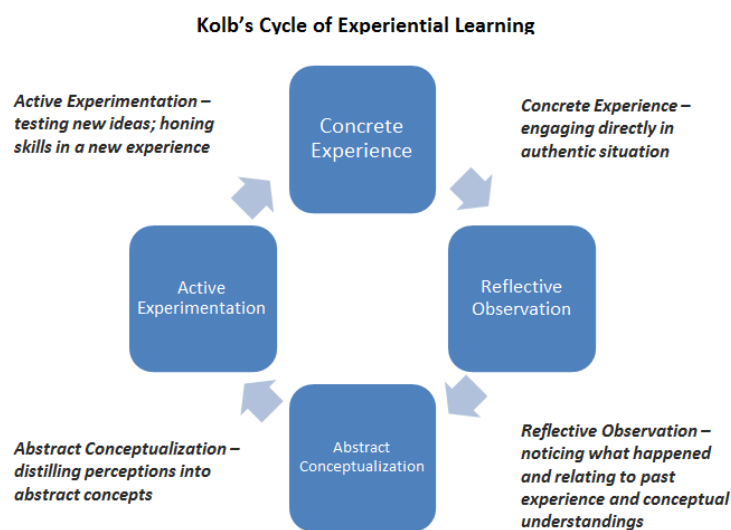 Kolb's Cycle of Experiential Learning
Active Experimentation –
testing new ideas; honing
skills in a new experience
Concrete
Experience
Concrete Experience –
engaging directly in
authentic situation
Active
Experimentation
Reflective
Observation
Abstract Conceptualization –
distilling perceptions into
abstract concepts
Abstract
Conceptualization
Reflective Observation –
noticing what happened
and relating to past
experience and conceptual
understandings